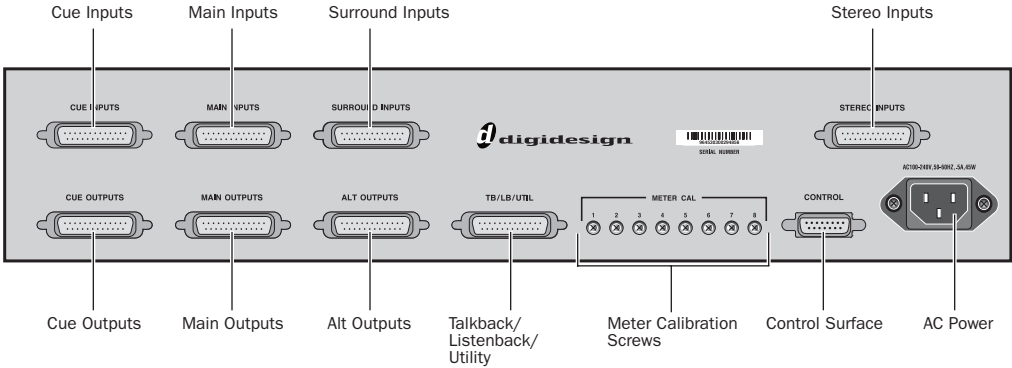 Cue Inputs
Main Inputs
Surround Inputs
Stereo Inputs
CUE INPUTS
MAIN INPUTS
SURROUND INPUTS
STEREO INPUTS
digidesign
SERIAL NUMBER
AC100-240V,50-60HZ,.5A,45W
CUE OUTPUTS
MAIN OUTPUTS
ALT OUTPUTS
TB/LB/UTIL
METER CAL
1 2 3 4 5 6 7 8
CONTROL
Cue Outputs
Main Outputs
Alt Outputs
Talkback/
Listenback/
Utility
Meter Calibration
Screws
Control Surface
AC Power